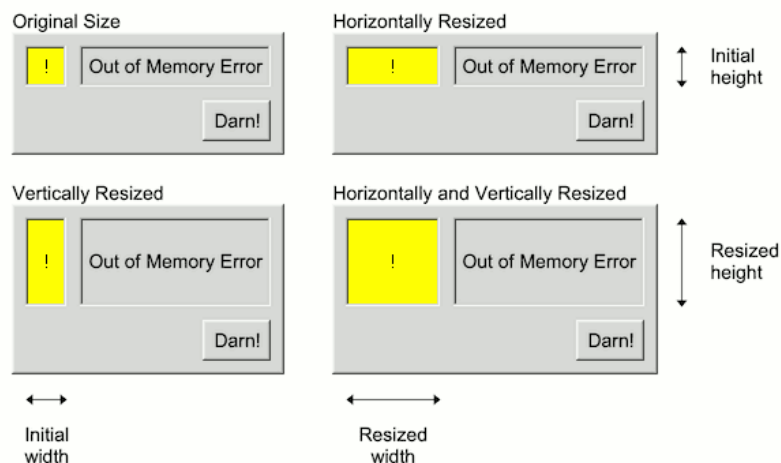 Original Size
Horizontally Resized
! Out of Memory Error
! Out of Memory Error
Initial
height
Darn!
Darn!
Vertically Resized
Horizontally and Vertically Resized
! Out of Memory Error
! Out of Memory Error
Resized
height
Darn!
Darn!
Initial
width
Resized
width